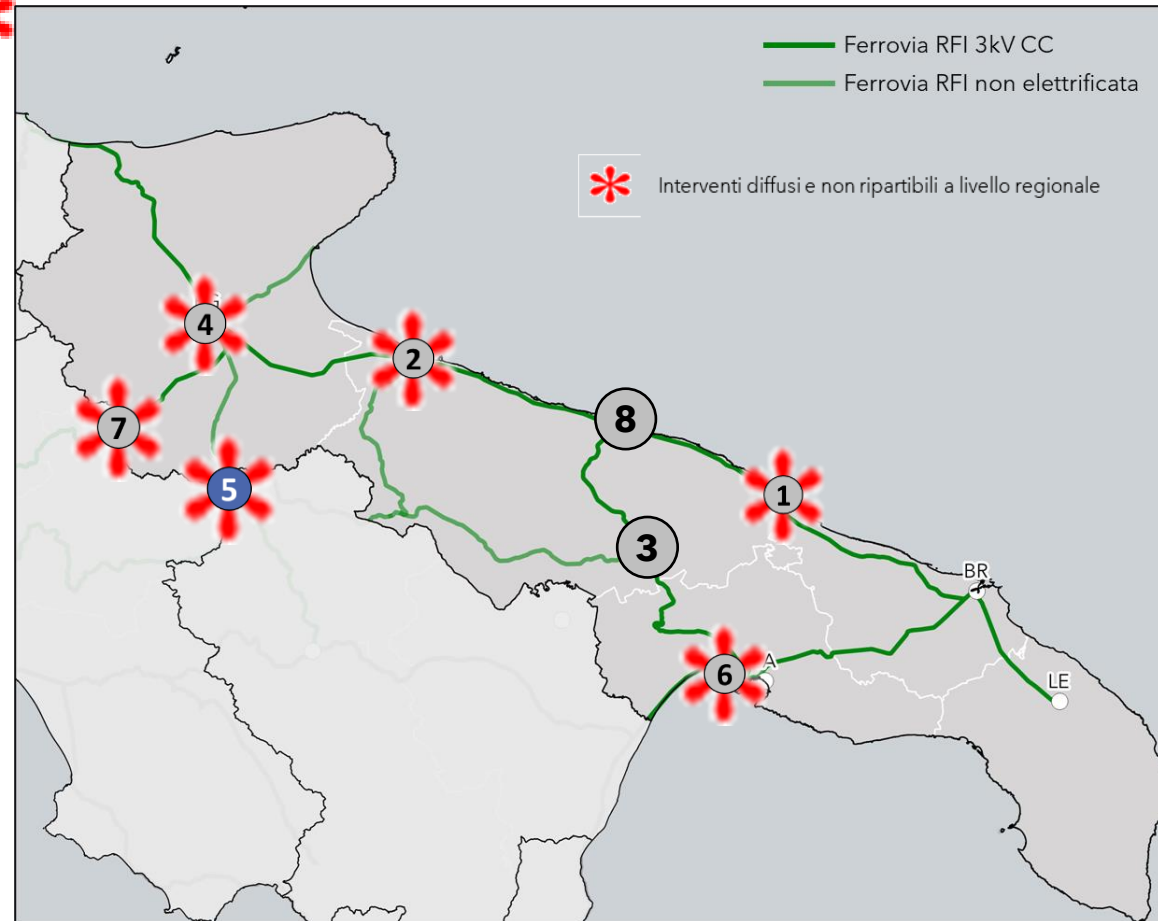 Ferrovia RFI 3kV CC
Ferrovia RFI non elettrificata
Interventi diffusi e non ripartibili a livello regionale
4
2
8
7
5
1
3
BR
6
A
LE